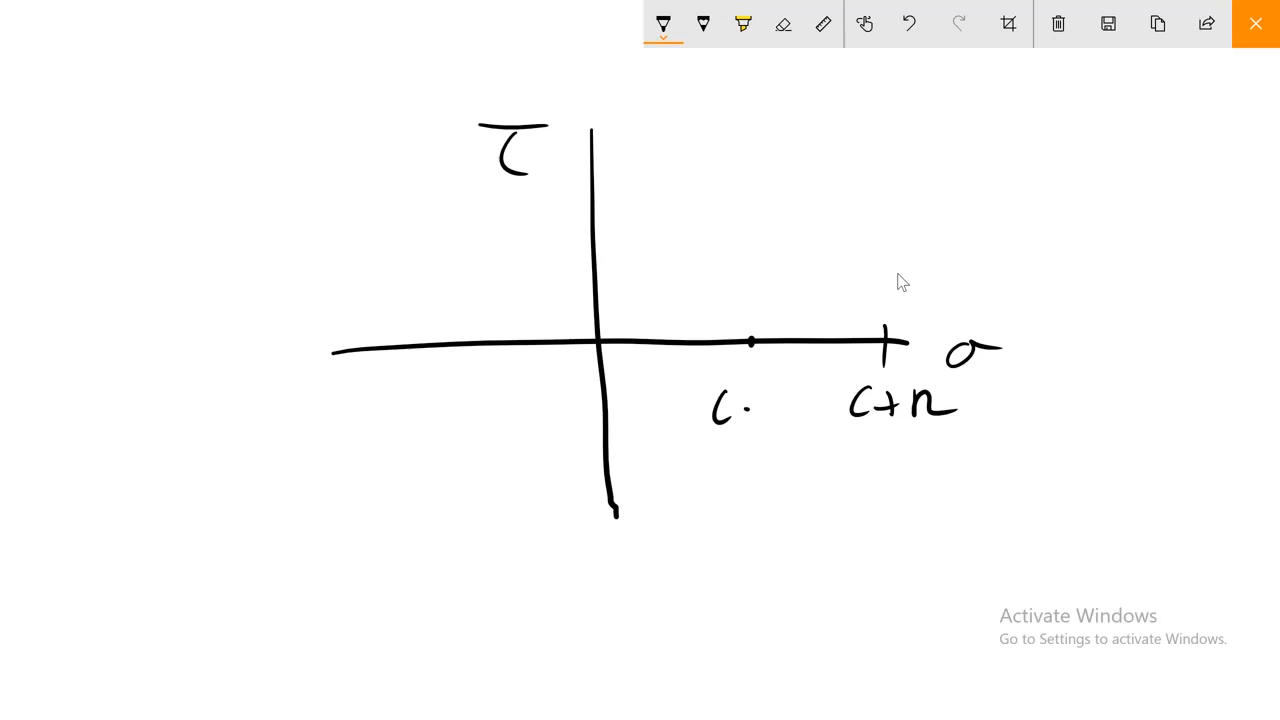 τ
σ
C.
C+r
Activate Windows
Go to Settings to activate Windows.